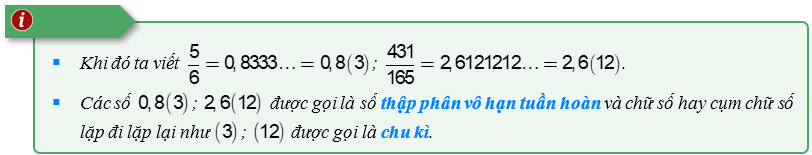 i
Khi đó ta viết 5/6 = 0,8333... = 0,8(3); 431/165 = 2,6121212... = 2,6(12).
Các số 0,8(3); 2,6(12) được gọi là số thập phân vô hạn tuần hoàn và chữ số hay cụm chữ số
lặp đi lặp lại như (3); (12) được gọi là chu kì.